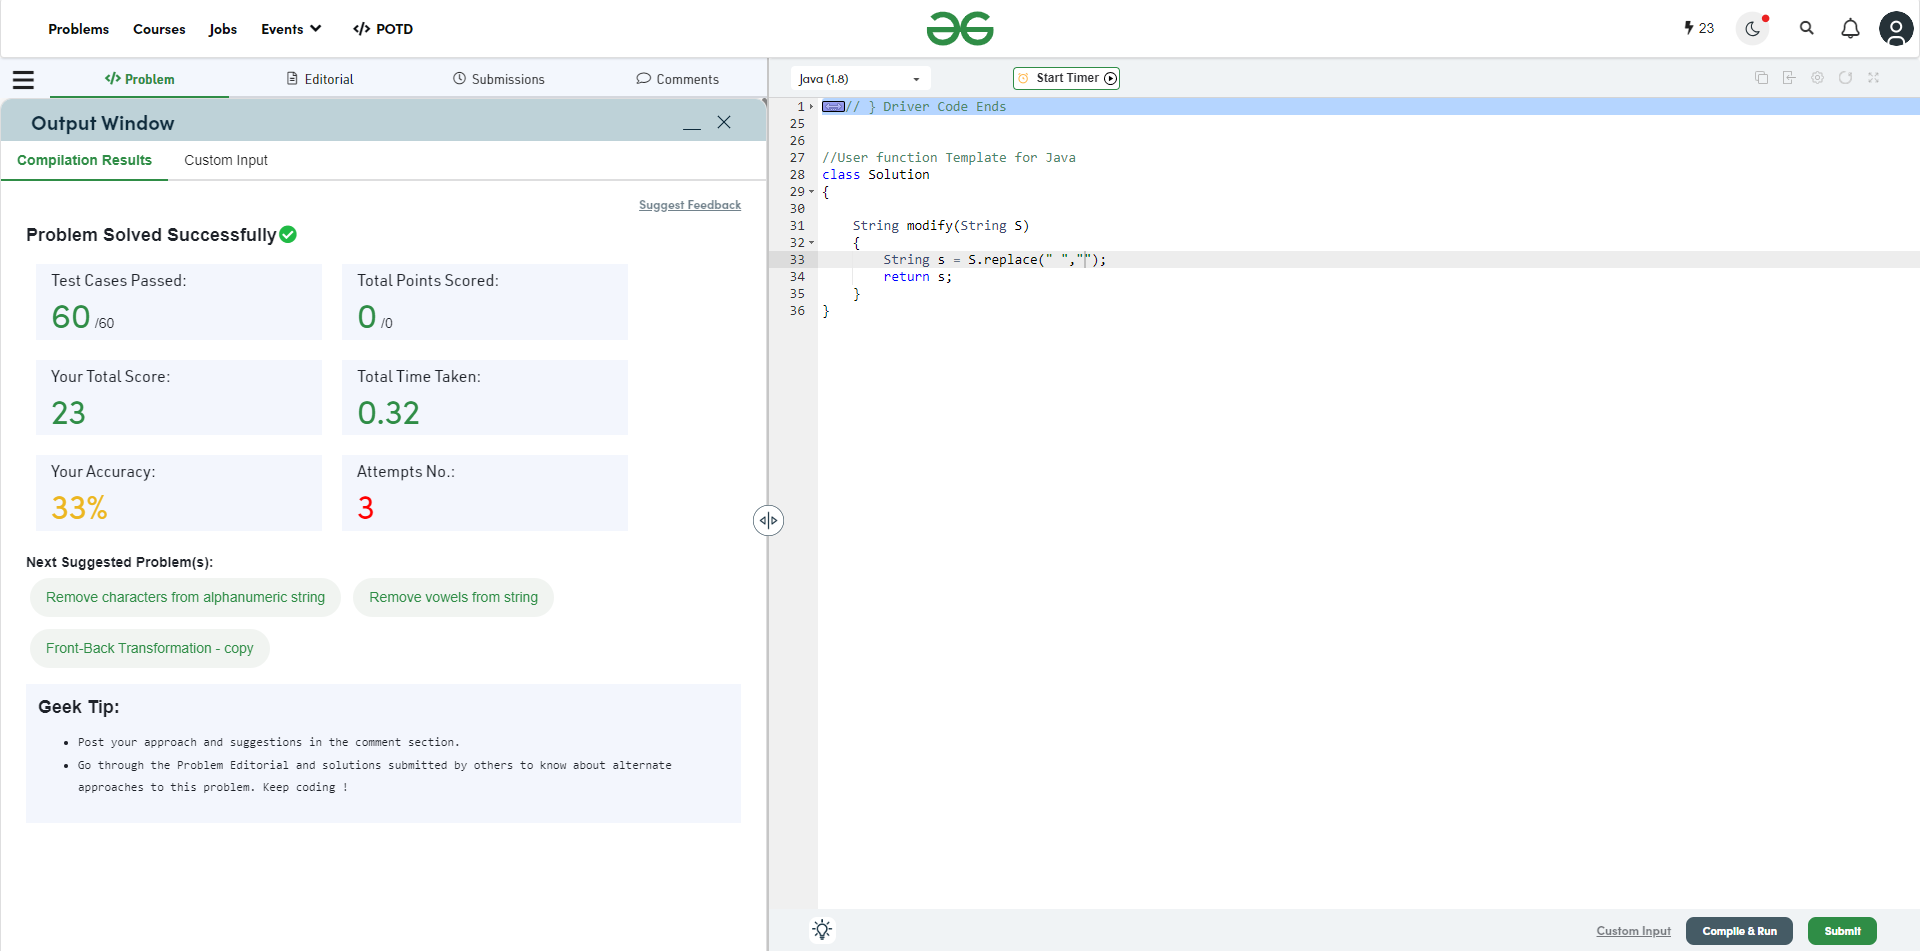 Problems Courses Jobs Events </> POTD
23
</> Problem Editorial Submissions Comments
Output Window
Compilation Results Custom Input
Suggest Feedback
Problem Solved Successfully
Test Cases Passed: Total Points Scored:
60 /60 0 /0
Your Total Score: Total Time Taken:
23 0.32
Your Accuracy: Attempts No.:
33% 3
Next Suggested Problem(s):
Remove characters from alphanumeric string Remove vowels from string
Front-Back Transformation - copy
Geek Tip:
Post your approach and suggestions in the comment section.
Go through the Problem Editorial and solutions submitted by others to know about alternate
approaches to this problem. Keep coding !
Java (1.8) Start Timer
1 // } Driver Code Ends
25
26
27 //User function Template for Java
28 class Solution
29 {
30
31 String modify(String S)
32 {
33 String s = S.replace(" ","");
34 return s;
35 }
36 }
Custom Input Compile & Run Submit